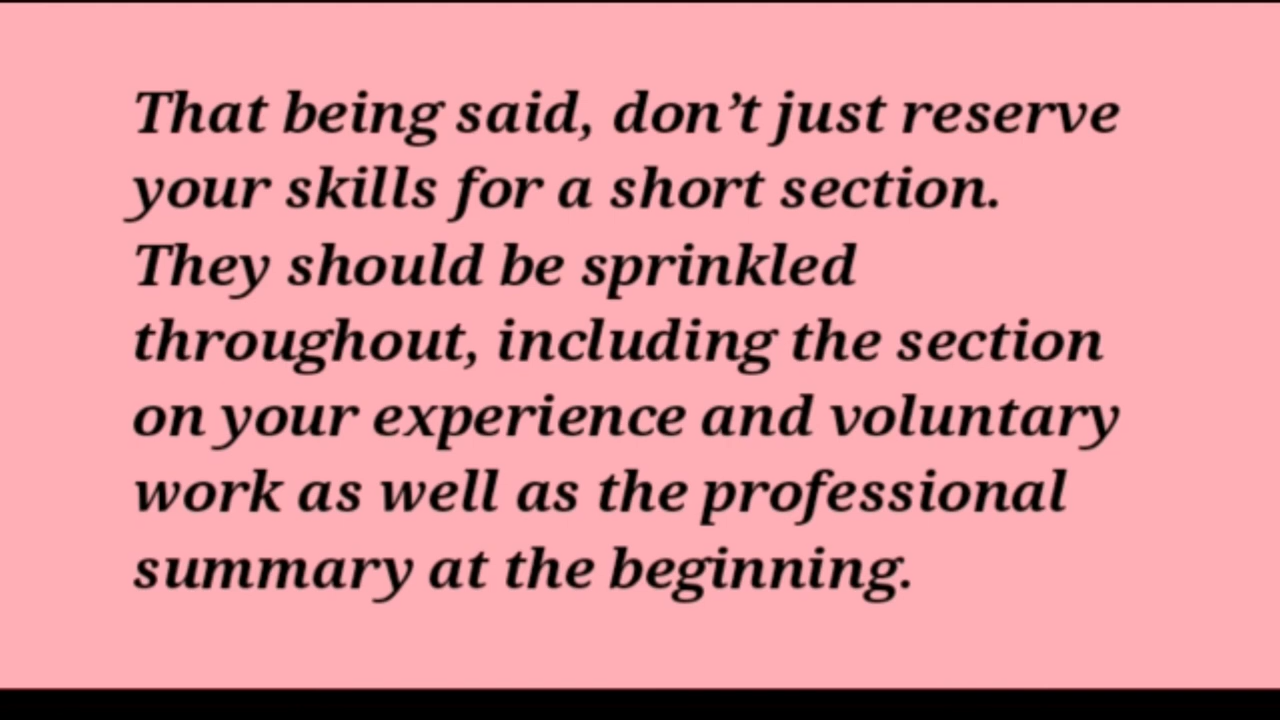 That being said, don’t just reserve
your skills for a short section.
They should be sprinkled
throughout, including the section
on your experience and voluntary
work as well as the professional
summary at the beginning.